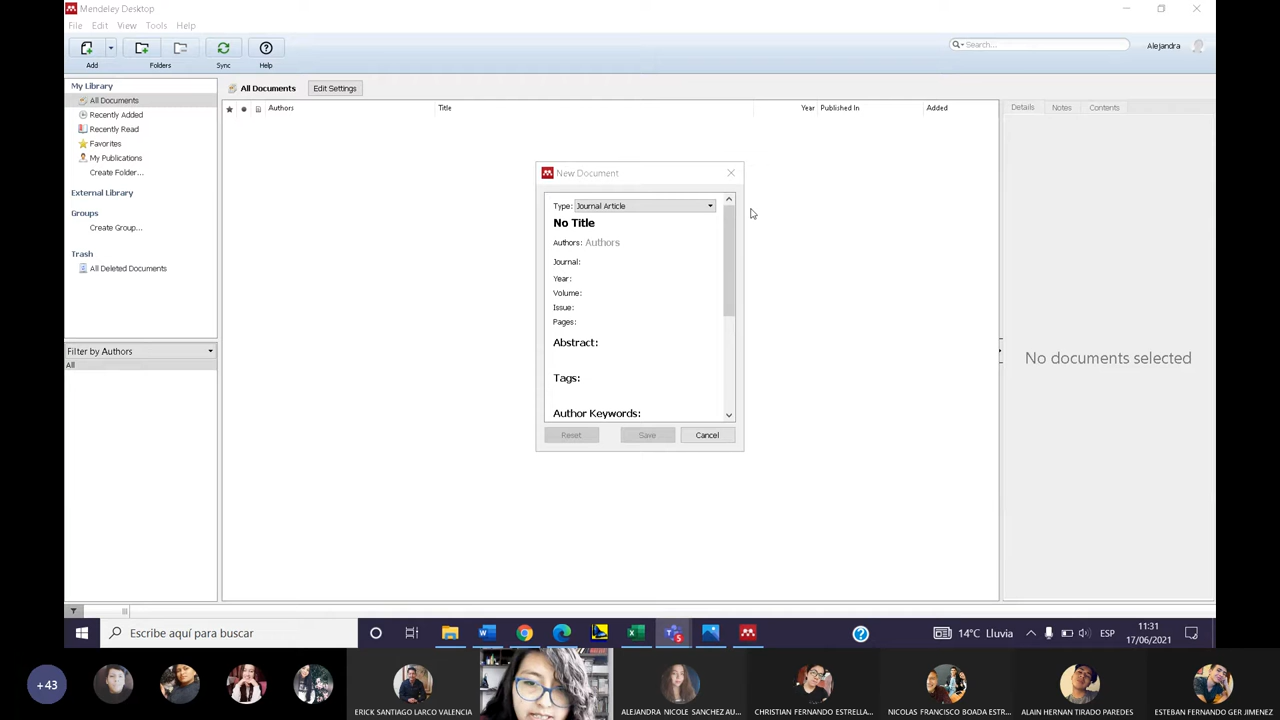 Mendeley Desktop
File Edit View Tools Help
Search...
Alejandra
Add Folders Sync Help
My Library
All Documents
Recently Added
Recently Read
Favorites
My Publications
Create Folder...
External Library
Groups
Create Group...
Trash
All Deleted Documents
Filter by Authors
All
All Documents Edit Settings
Authors Title Year Published In Added
New Document
Type: Journal Article
No Title
Authors: Authors
Journal:
Year:
Volume:
Issue:
Pages:
Abstract:
Tags:
Author Keywords:
Reset Save Cancel
Details Notes Contents
No documents selected
Escribe aquí para buscar
5
14°C Lluvia
ESP
11:31
17/06/2021
+43
ERICK SANTIAGO LARCO VALENCIA
ALEJANDRA NICOLE SANCHEZ AU...
CHRISTIAN FERNANDO ESTRELLA...
NICOLAS FRANCISCO BOADA ESTR...
ALAIN HERNAN TIRADO PAREDES
ESTEBAN FERNANDO GER JIMENEZ